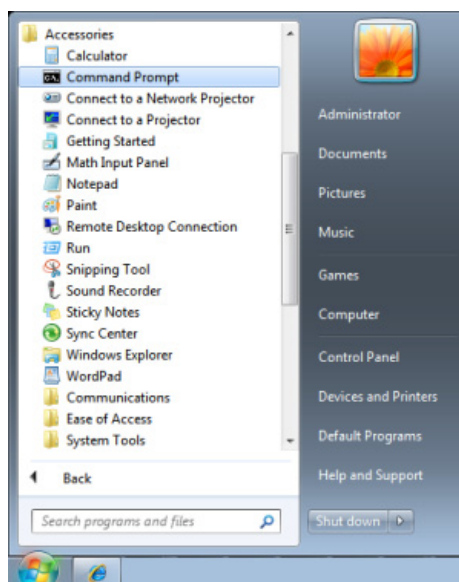 Accessories
Calculator
Command Prompt
Connect to a Network Projector
Connect to a Projector
Getting Started
Math Input Panel
Notepad
Paint
Remote Desktop Connection
Run
Snipping Tool
Sound Recorder
Sticky Notes
Sync Center
Windows Explorer
WordPad
Communications
Ease of Access
System Tools
Back
Search programs and files
Administrator
Documents
Pictures
Music
Games
Computer
Control Panel
Devices and Printers
Default Programs
Help and Support
Shut down